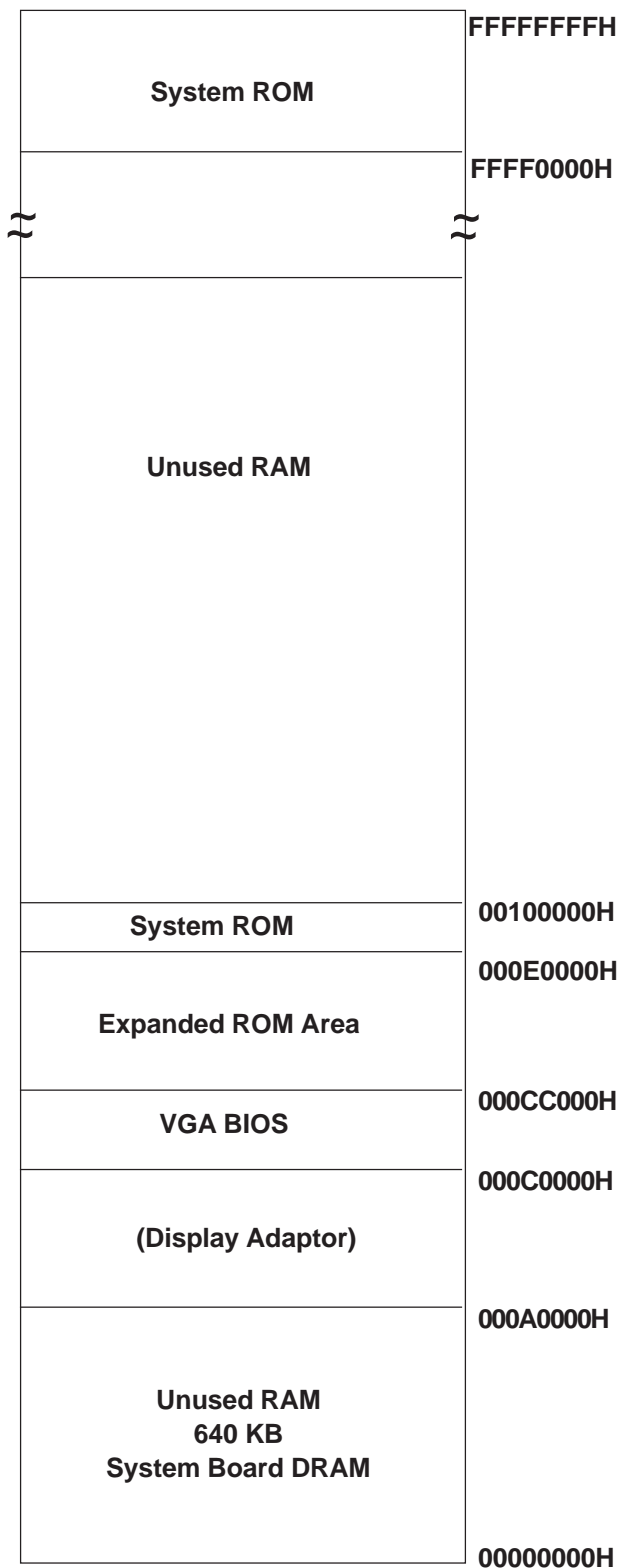 FFFFFFFFH
System ROM
FFFF0000H
Unused RAM
00100000H
System ROM
000E0000H
Expanded ROM Area
000CC000H
VGA BIOS
000C0000H
(Display Adaptor)
000A0000H
Unused RAM
640 KB
System Board DRAM
00000000H